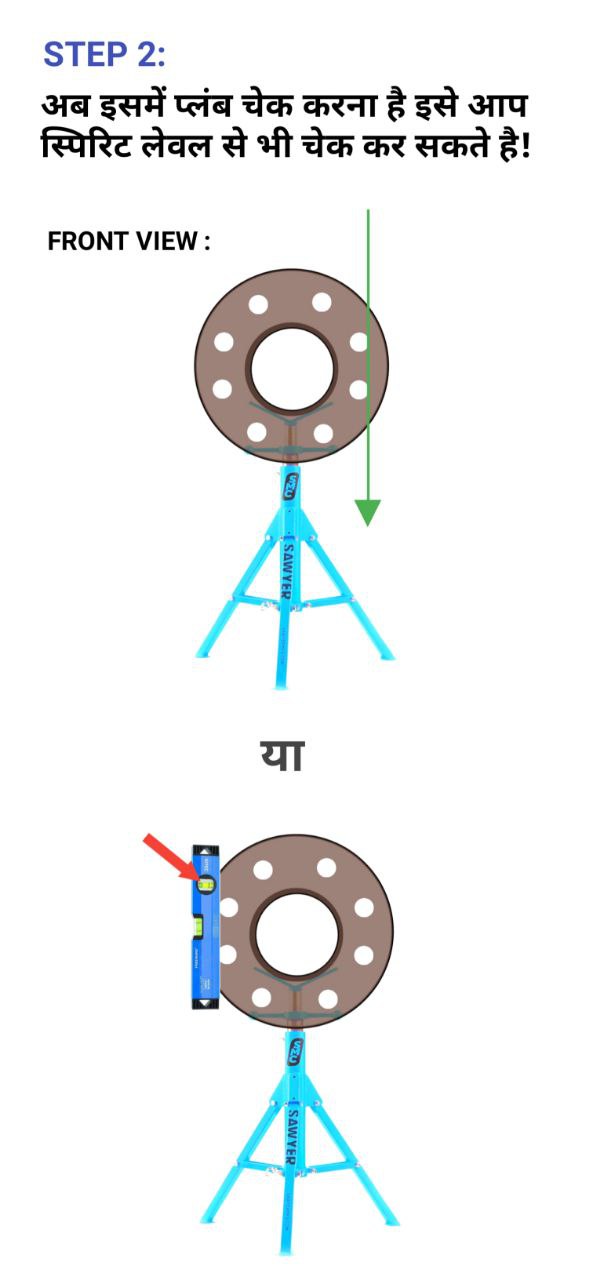 STEP 2:
अब इसमें प्लंब चेक करना है इसे आप
स्पिरिट लेवल से भी चेक कर सकते है!
FRONT VIEW :
SAWYER
या
SAWYER